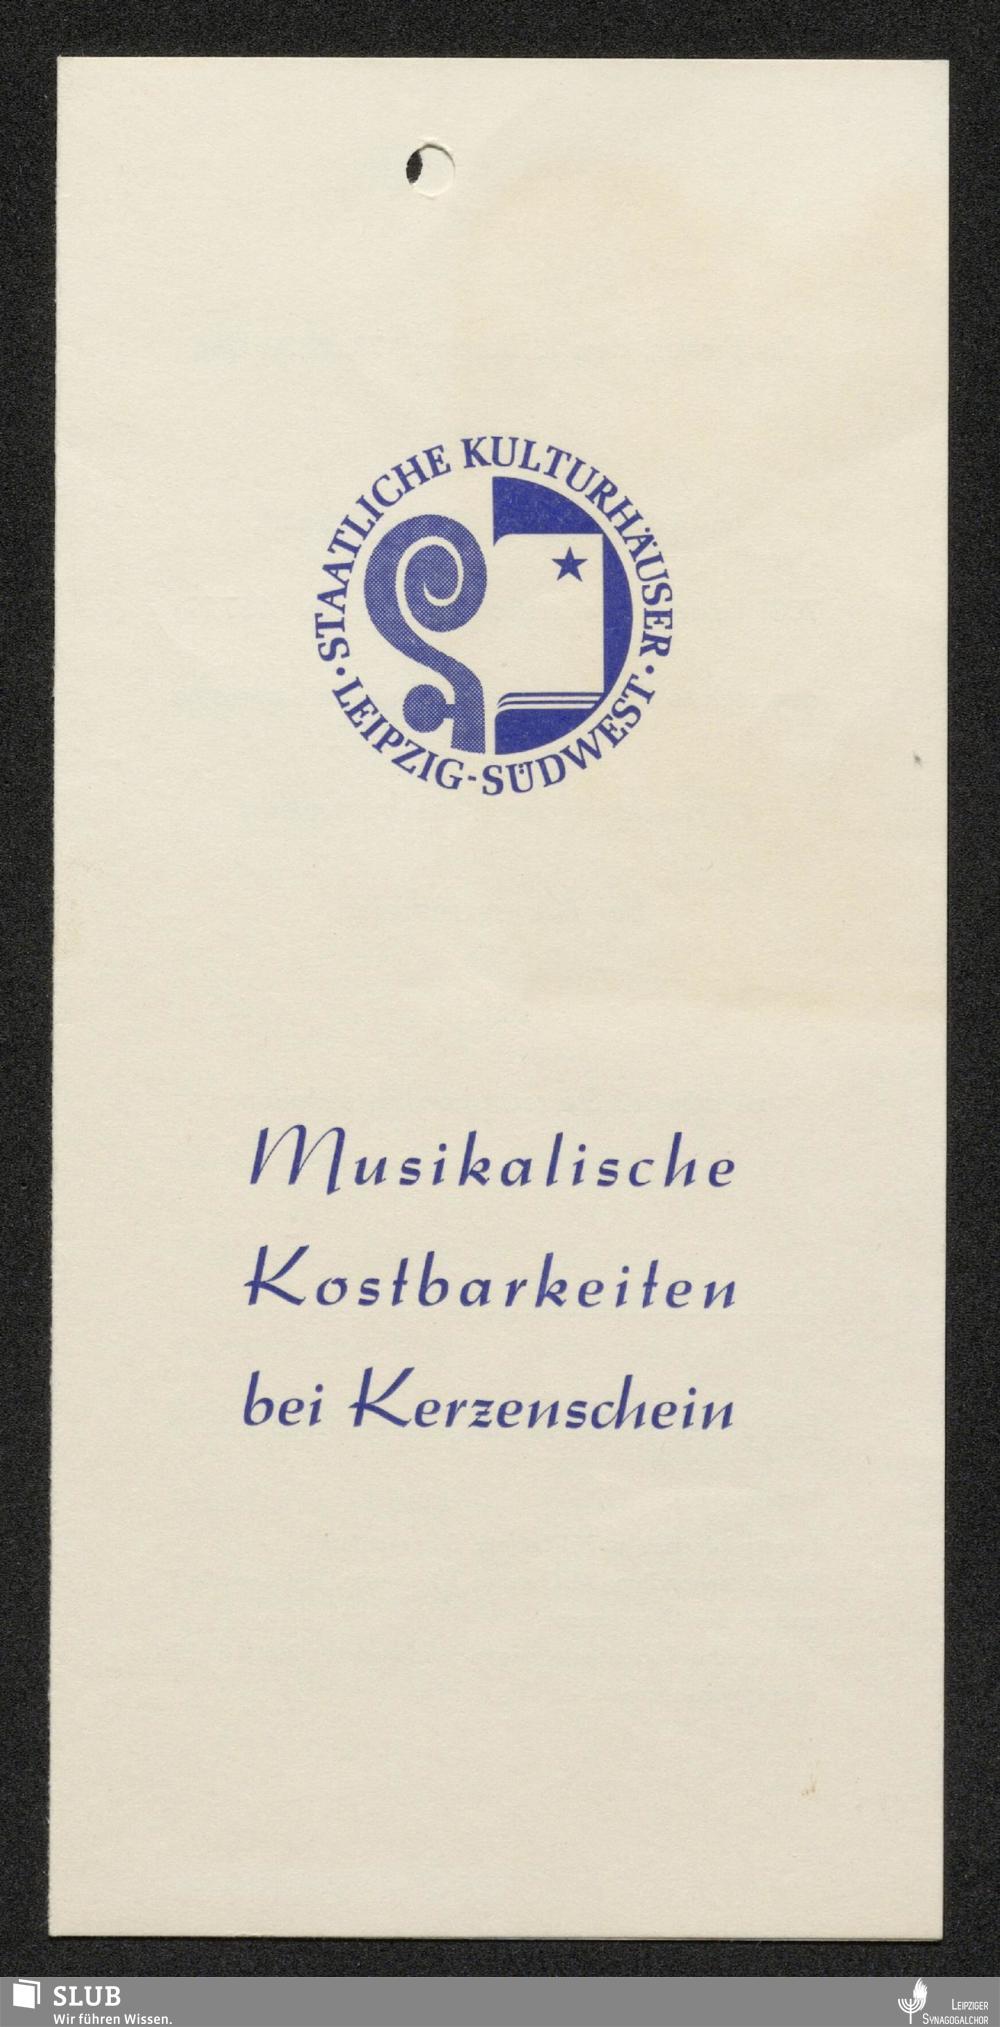 STAATLICHE KULTURHÄUSER
· LEIPZIG-SÜDWEST ·
Musikalische
Kostbarkeiten
bei Kerzenschein
SLUB
Wir führen Wissen.
LEIPZIGER
SYNAGOGALCHOR